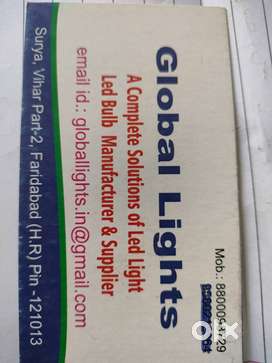 Mob.: 8800094729
Global Lights
A Complete Solutions of Led Light
Led Bulb Manufacturer & Supplier
email id.: globallights.in@gmail.com
Surya, Vihar Part-2, Faridabad (H.R) Pin -121013
olx